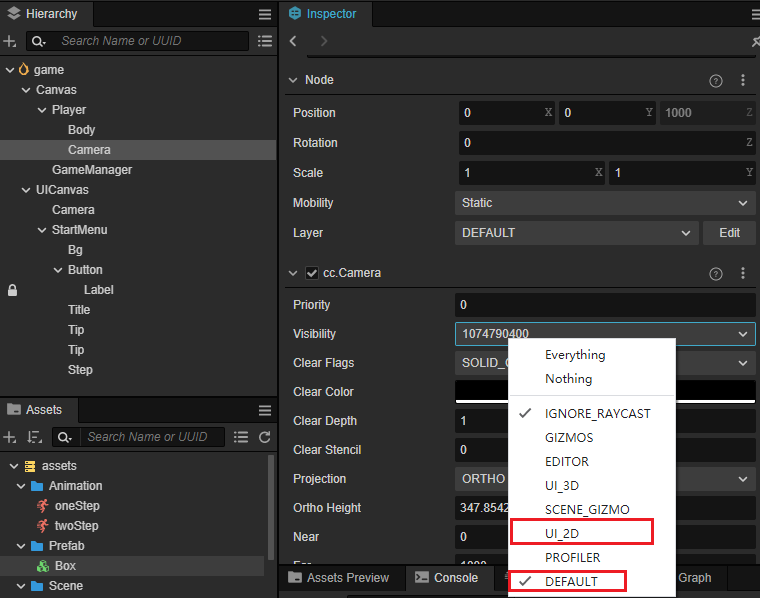 Hierarchy
Search Name or UUID
game
Canvas
Player
Body
Camera
GameManager
UICanvas
Camera
StartMenu
Bg
Button
Label
Title
Tip
Tip
Step
Assets
Search Name or UUID
assets
Animation
oneStep
twoStep
Prefab
Box
Scene
Inspector
Node
Position 0 X 0 Y 1000 Z
Rotation 0 Z
Scale 1 X 1 Y
Mobility Static
Layer DEFAULT Edit
cc.Camera
Priority 0
Visibility 1074790400
Clear Flags SOLID_
Clear Color
Clear Depth 1
Clear Stencil 0
Projection ORTHO
Ortho Height 347.8542
Near 0
Everything
Nothing
IGNORE_RAYCAST
GIZMOS
EDITOR
UI_3D
SCENE_GIZMO
UI_2D
PROFILER
DEFAULT
Assets Preview Console Graph